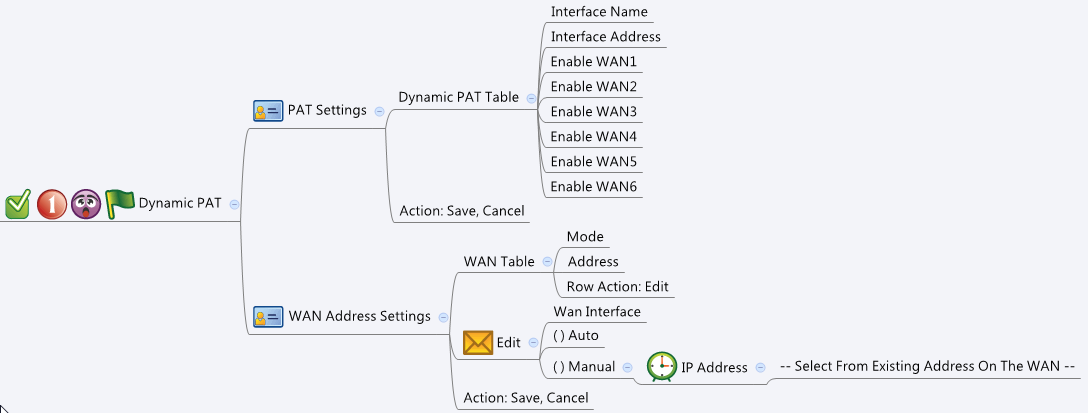 Dynamic PAT
PAT Settings
Dynamic PAT Table
Interface Name
Interface Address
Enable WAN1
Enable WAN2
Enable WAN3
Enable WAN4
Enable WAN5
Enable WAN6
Action: Save, Cancel
WAN Address Settings
WAN Table
Mode
Address
Row Action: Edit
Edit
Wan Interface
( ) Auto
( ) Manual
IP Address
-- Select From Existing Address On The WAN --
Action: Save, Cancel
1